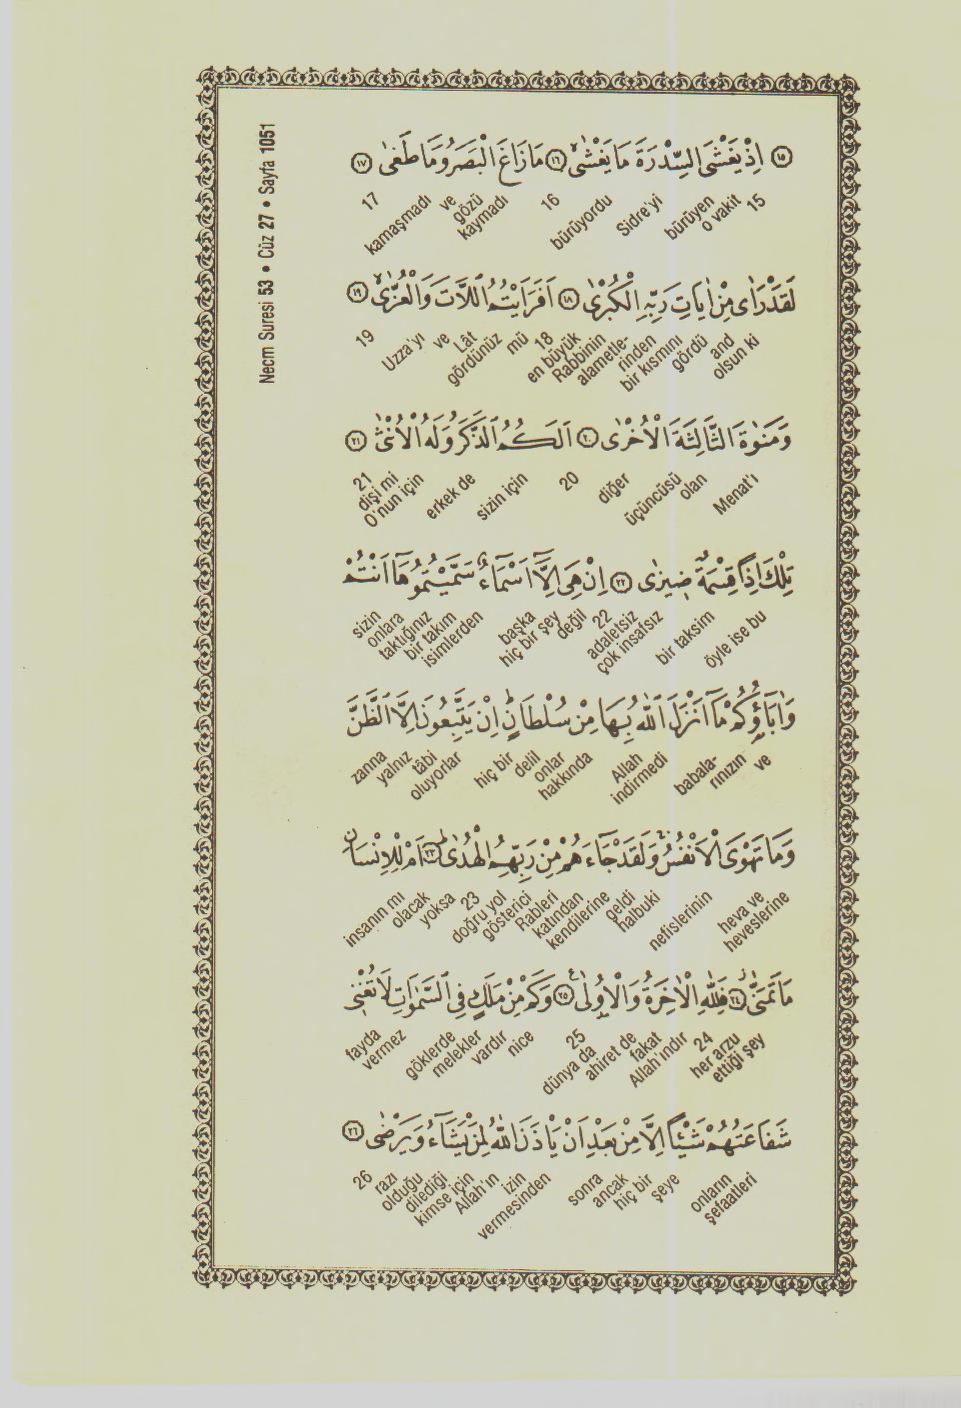 Necm Suresi 53 • Cüz 27 • Sayfa 1051
﴿١٥﴾ اِذْ يَغْشَى السِّدْرَةَ مَا يَغْشٰىۙ ﴿١٦﴾ مَا زَاغَ الْبَصَرُ وَمَا طَغٰى ﴿١٧﴾
15 o vakit bürüyen Sidre'yi bürüyordu 16 kaymadı gözü ve kamaşmadı 17
لَقَدْ رَاٰى مِنْ اٰيَاتِ رَبِّهِ الْكُبْرٰى ﴿١٨﴾ اَفَرَاَيْتُمُ اللَّاتَ وَالْعُزّٰىۙ ﴿١٩﴾
and olsun ki gördü bir kısmını alametle-rinden Rabbinin en büyük 18 mü gördünüz Lât ve Uzza'yı 19
وَمَنٰوةَ الثَّالِثَةَ الْاُخْرٰى ﴿٢٠﴾ اَلَكُمُ الذَّكَرُ وَلَهُ الْاُنْثٰى ﴿٢١﴾
Menat'ı olan üçüncüsü diğer 20 sizin için erkek de O'nun için dişi mi 21
تِلْكَ اِذًا قِسْمَةٌ ضِيزٰى ﴿٢٢﴾ اِنْ هِيَ اِلَّٓا اَسْمَٓاءٌ سَمَّيْتُمُوهَٓا اَنْتُمْ
öyle ise bu bir taksim çok insafsız adaletsiz 22 değil hiç bir şey başka isimlerden bir takım taktığınız onlara sizin
وَاٰبَٓاؤُ۬كُمْ مَٓا اَنْزَلَ اللّٰهُ بِهَا مِنْ سُلْطَانٍۜ اِنْ يَتَّبِعُونَ اِلَّا الظَّنَّ
ve babala-rınızın indirmedi Allah hakkında onlar delil hiç bir oluyorlar tâbi yalnız zanna
وَمَا تَهْوَى الْاَنْفُسُۚ وَلَقَدْ جَٓاءَهُمْ مِنْ رَبِّهِمُ الْهُدٰىۜ ﴿٢٣﴾ اَمْ لِلْاِنْسَانِ
heva ve heveslerine nefislerinin halbuki geldi kendilerine katından Rableri gösterici doğru yol 23 yoksa olacak insanın mı
مَا تَمَنّٰىۘ ﴿٢٤﴾ فَلِلّٰهِ الْاٰخِرَةُ وَالْاُو۫لٰى۟ ﴿٢٥﴾ وَكَمْ مِنْ مَلَكٍ فِي السَّمٰوَاتِ لَا تُغْنٖي
her arzu ettiği şey 24 Allah'ındır fakat ahiret de dünya da 25 nice vardır melekler göklerde vermez fayda
شَفَاعَتُهُمْ شَيْـًٔا اِلَّا مِنْ بَعْدِ اَنْ يَأْذَنَ اللّٰهُ لِمَنْ يَشَٓاءُ وَيَرْضٰى ﴿٢٦﴾
onların şefaatleri şeye hiç bir ancak sonra vermesinden izin Allah'ın kimse için dilediği olduğu razı 26